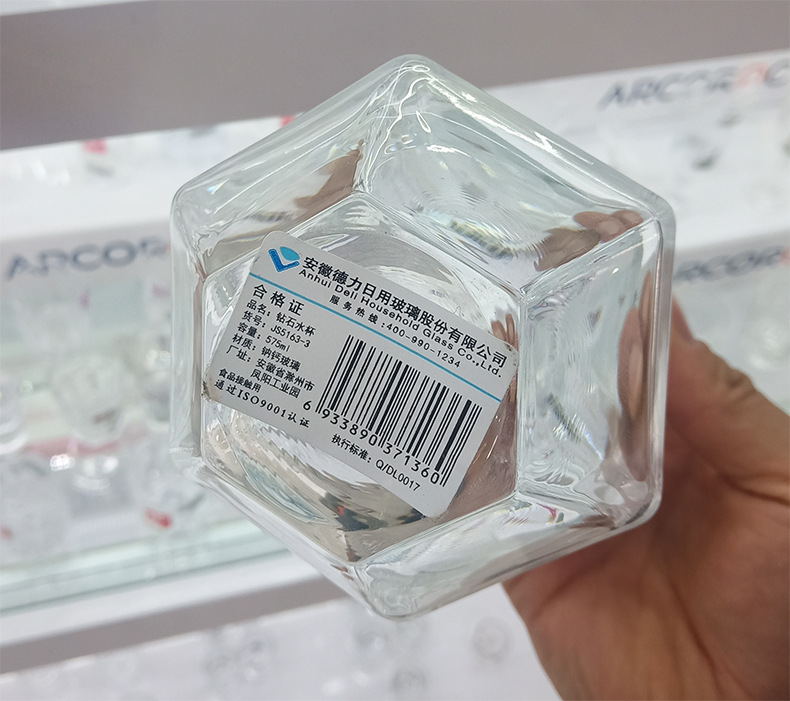 安徽德力日用玻璃股份有限公司
Anhui Deli Household Glass Co.,Ltd.
服务热线:400-980-1234
合格证
品名: 钻石水杯
货号: JS5163-3
容量: 575ml
材质: 钠钙玻璃
厂址: 安徽省滁州市
凤阳工业园
食品接触用
通过ISO9001认证
6 933890 371360
执行标准: Q/DL0017
ARCOR
ARCOR